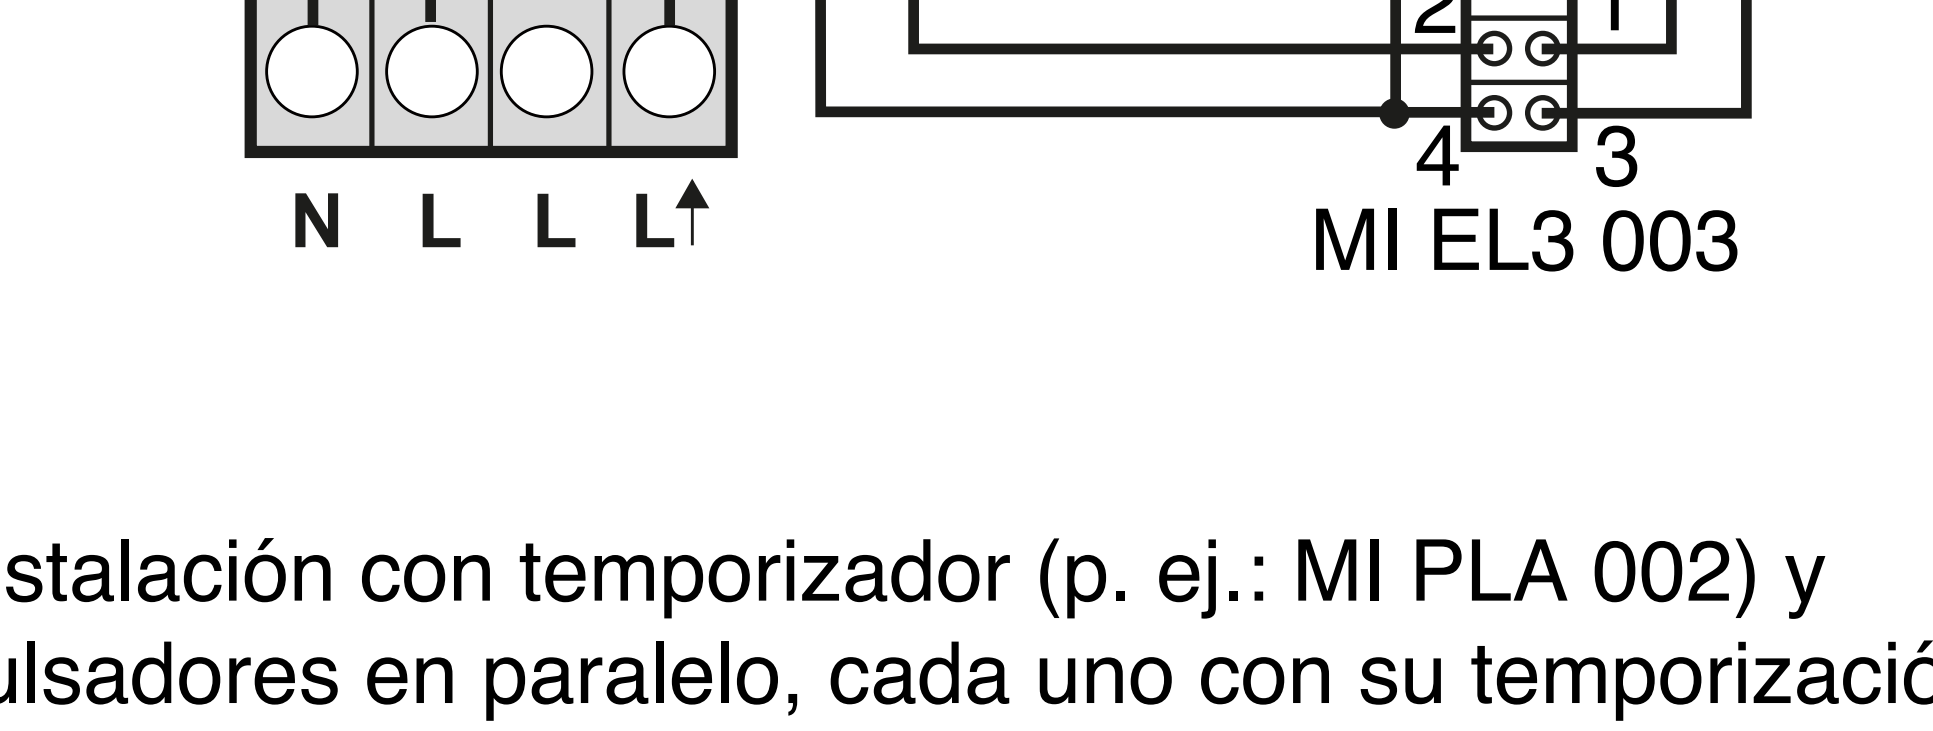 2 1
4 3
N L L L↑
MI EL3 003
stalación con temporizador (p. ej.: MI PLA 002) y
ulsadores en paralelo, cada uno con su temporizació